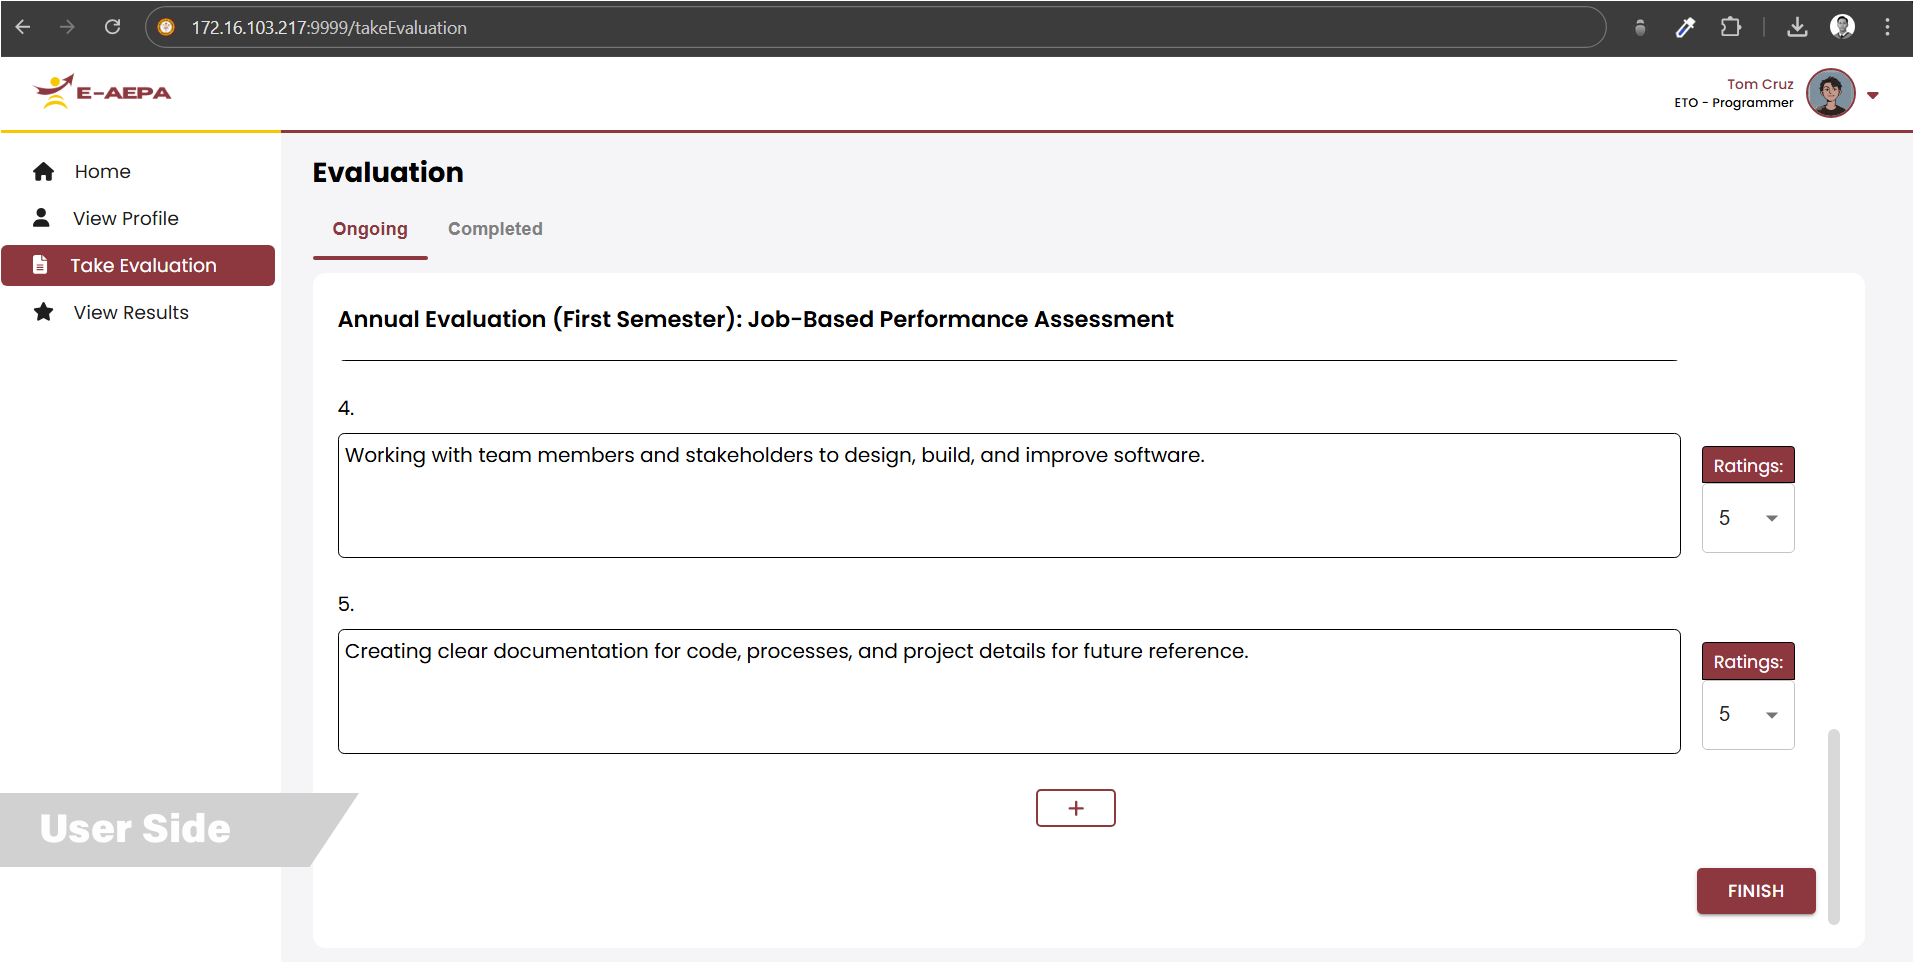 172.16.103.217:9999/takeEvaluation
E-AEPA
Tom Cruz
ETO - Programmer
Home
View Profile
Take Evaluation
View Results
Evaluation
Ongoing
Completed
Annual Evaluation (First Semester): Job-Based Performance Assessment
4.
Working with team members and stakeholders to design, build, and improve software.
Ratings:
5
5.
Creating clear documentation for code, processes, and project details for future reference.
Ratings:
5
+
User Side
FINISH